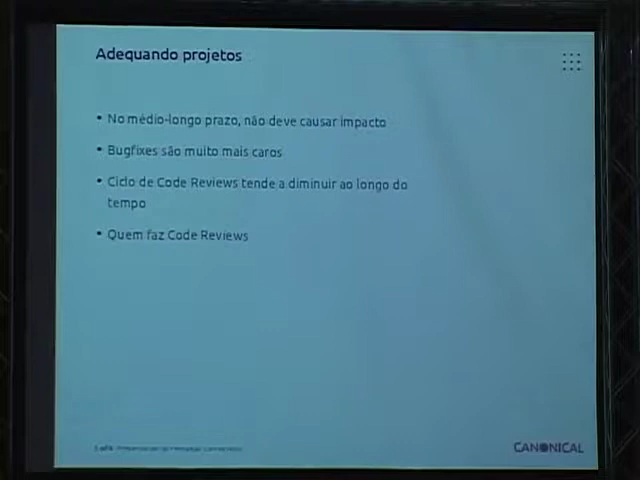 Adequando projetos
• No médio-longo prazo, não deve causar impacto
• Bugfixes são muito mais caros
• Ciclo de Code Reviews tende a diminuir ao longo do
tempo
• Quem faz Code Reviews
CANONICAL